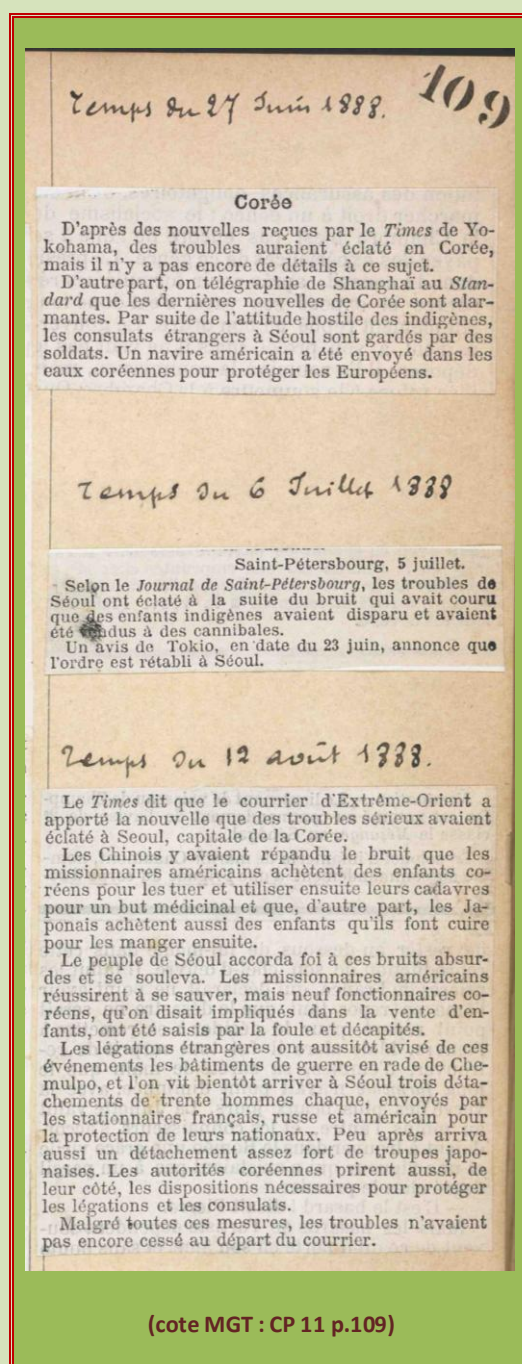 Temps du 27 Juin 1888. 109
Corée
D'après des nouvelles reçues par le Times de Yo-
kohama, des troubles auraient éclaté en Corée,
mais il n'y a pas encore de détails à ce sujet.
D'autre part, on télégraphie de Shanghaï au Stan-
dard que les dernières nouvelles de Corée sont alar-
mantes. Par suite de l'attitude hostile des indigènes,
les consulats étrangers à Séoul sont gardés par des
soldats. Un navire américain a été envoyé dans les
eaux coréennes pour protéger les Européens.
Temps du 6 Juillet 1888
Saint-Pétersbourg, 5 juillet.
Selon le Journal de Saint-Pétersbourg, les troubles de
Séoul ont éclaté à la suite du bruit qui avait couru
que des enfants indigènes avaient disparu et avaient
été vendus à des cannibales.
Un avis de Tokio, en date du 23 juin, annonce que
l'ordre est rétabli à Séoul.
Temps du 12 août 1888.
Le Times dit que le courrier d'Extrême-Orient a
apporté la nouvelle que des troubles sérieux avaient
éclaté à Seoul, capitale de la Corée.
Les Chinois y avaient répandu le bruit que les
missionnaires américains achètent des enfants co-
réens pour les tuer et utiliser ensuite leurs cadavres
pour un but médicinal et que, d'autre part, les Ja-
ponais achètent aussi des enfants qu'ils font cuire
pour les manger ensuite.
Le peuple de Séoul accorda foi à ces bruits absur-
des et se souleva. Les missionnaires américains
réussirent à se sauver, mais neuf fonctionnaires co-
réens, qu'on disait impliqués dans la vente d'en-
fants, ont été saisis par la foule et décapités.
Les légations étrangères ont aussitôt avisé de ces
événements les bâtiments de guerre en rade de Che-
mulpo, et l'on vit bientôt arriver à Séoul trois déta-
chements de trente hommes chaque, envoyés par
les stationnaires français, russe et américain pour
la protection de leurs nationaux. Peu après arriva
aussi un détachement assez fort de troupes japo-
naises. Les autorités coréennes prirent aussi, de
leur côté, les dispositions nécessaires pour protéger
les légations et les consulats.
Malgré toutes ces mesures, les troubles n'avaient
pas encore cessé au départ du courrier.
(cote MGT : CP 11 p.109)